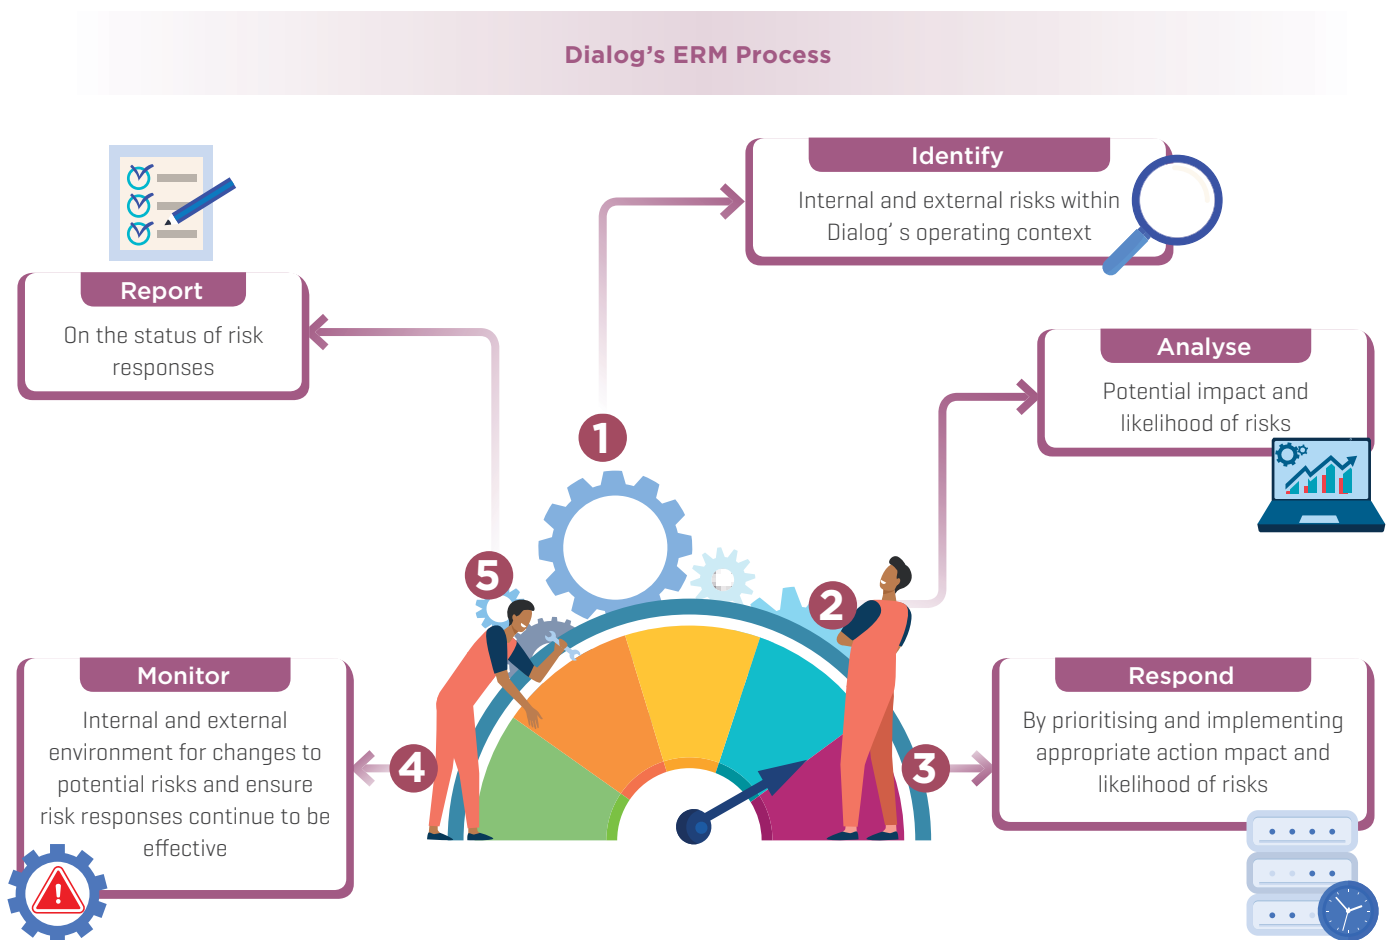 Dialog's ERM Process
1
Identify
Internal and external risks within
Dialog' s operating context
2
Analyse
Potential impact and
likelihood of risks
3
Respond
By prioritising and implementing
appropriate action mpact and
likelihood of risks
4
Monitor
Internal and external
environment for changes to
potential risks and ensure
risk responses continue to be
effective
5
Report
On the status of risk
responses